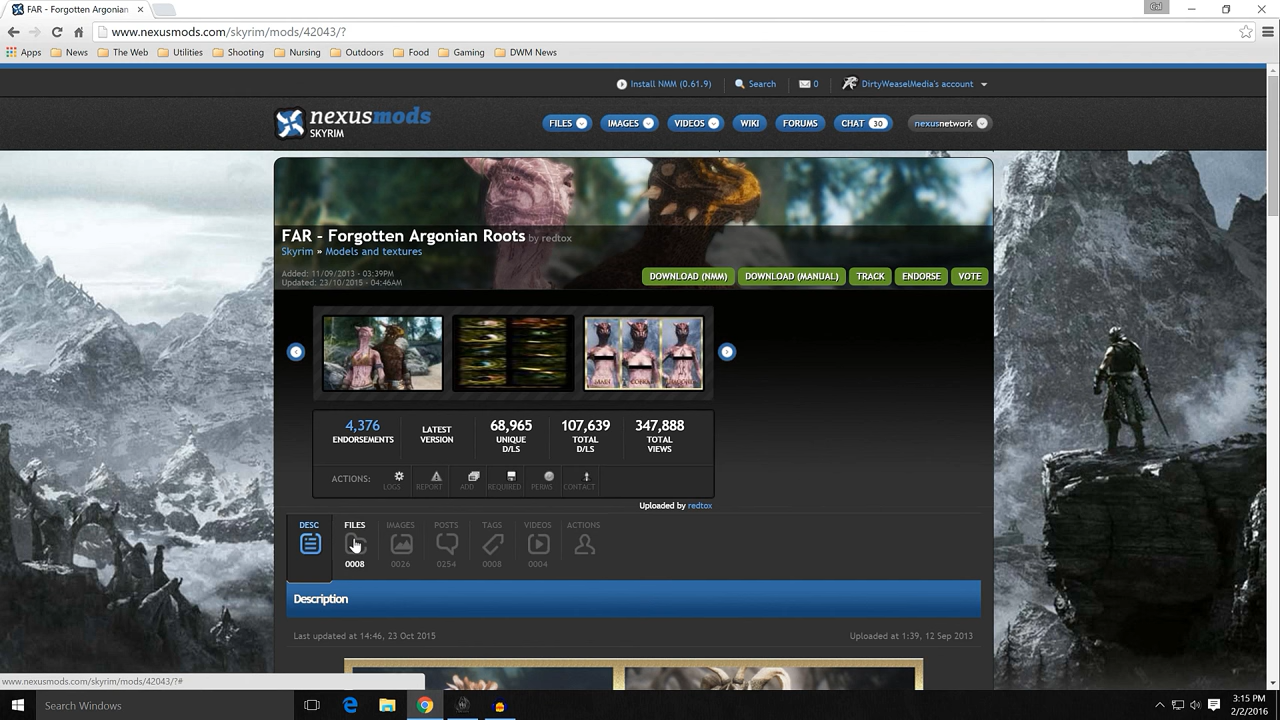 FAR - Forgotten Argonian
Gal
www.nexusmods.com/skyrim/mods/42043/?
Apps News The Web Utilities Shooting Nursing Outdoors Food Gaming DWM News
Install NMM (0.61.9) Search 0 DirtyWeaselMedia's account
nexusmods
SKYRIM
FILES IMAGES VIDEOS WIKI FORUMS CHAT 30 nexusnetwork
FAR - Forgotten Argonian Roots by redtox
Skyrim » Models and textures
Added: 11/09/2013 - 03:39PM
Updated: 23/10/2015 - 04:46AM
DOWNLOAD (NMM) DOWNLOAD (MANUAL) TRACK ENDORSE VOTE
4,376 ENDORSEMENTS
LATEST VERSION
68,965 UNIQUE D/LS
107,639 TOTAL D/LS
347,888 TOTAL VIEWS
ACTIONS: LOGS REPORT ADD REQUIRED PERMS CONTACT
Uploaded by redtox
DESC FILES IMAGES POSTS TAGS VIDEOS ACTIONS
0008 0026 0254 0008 0004
Description
Last updated at 14:46, 23 Oct 2015 Uploaded at 1:39, 12 Sep 2013
www.nexusmods.com/skyrim/mods/42043/?#
Search Windows
3:15 PM
2/2/2016